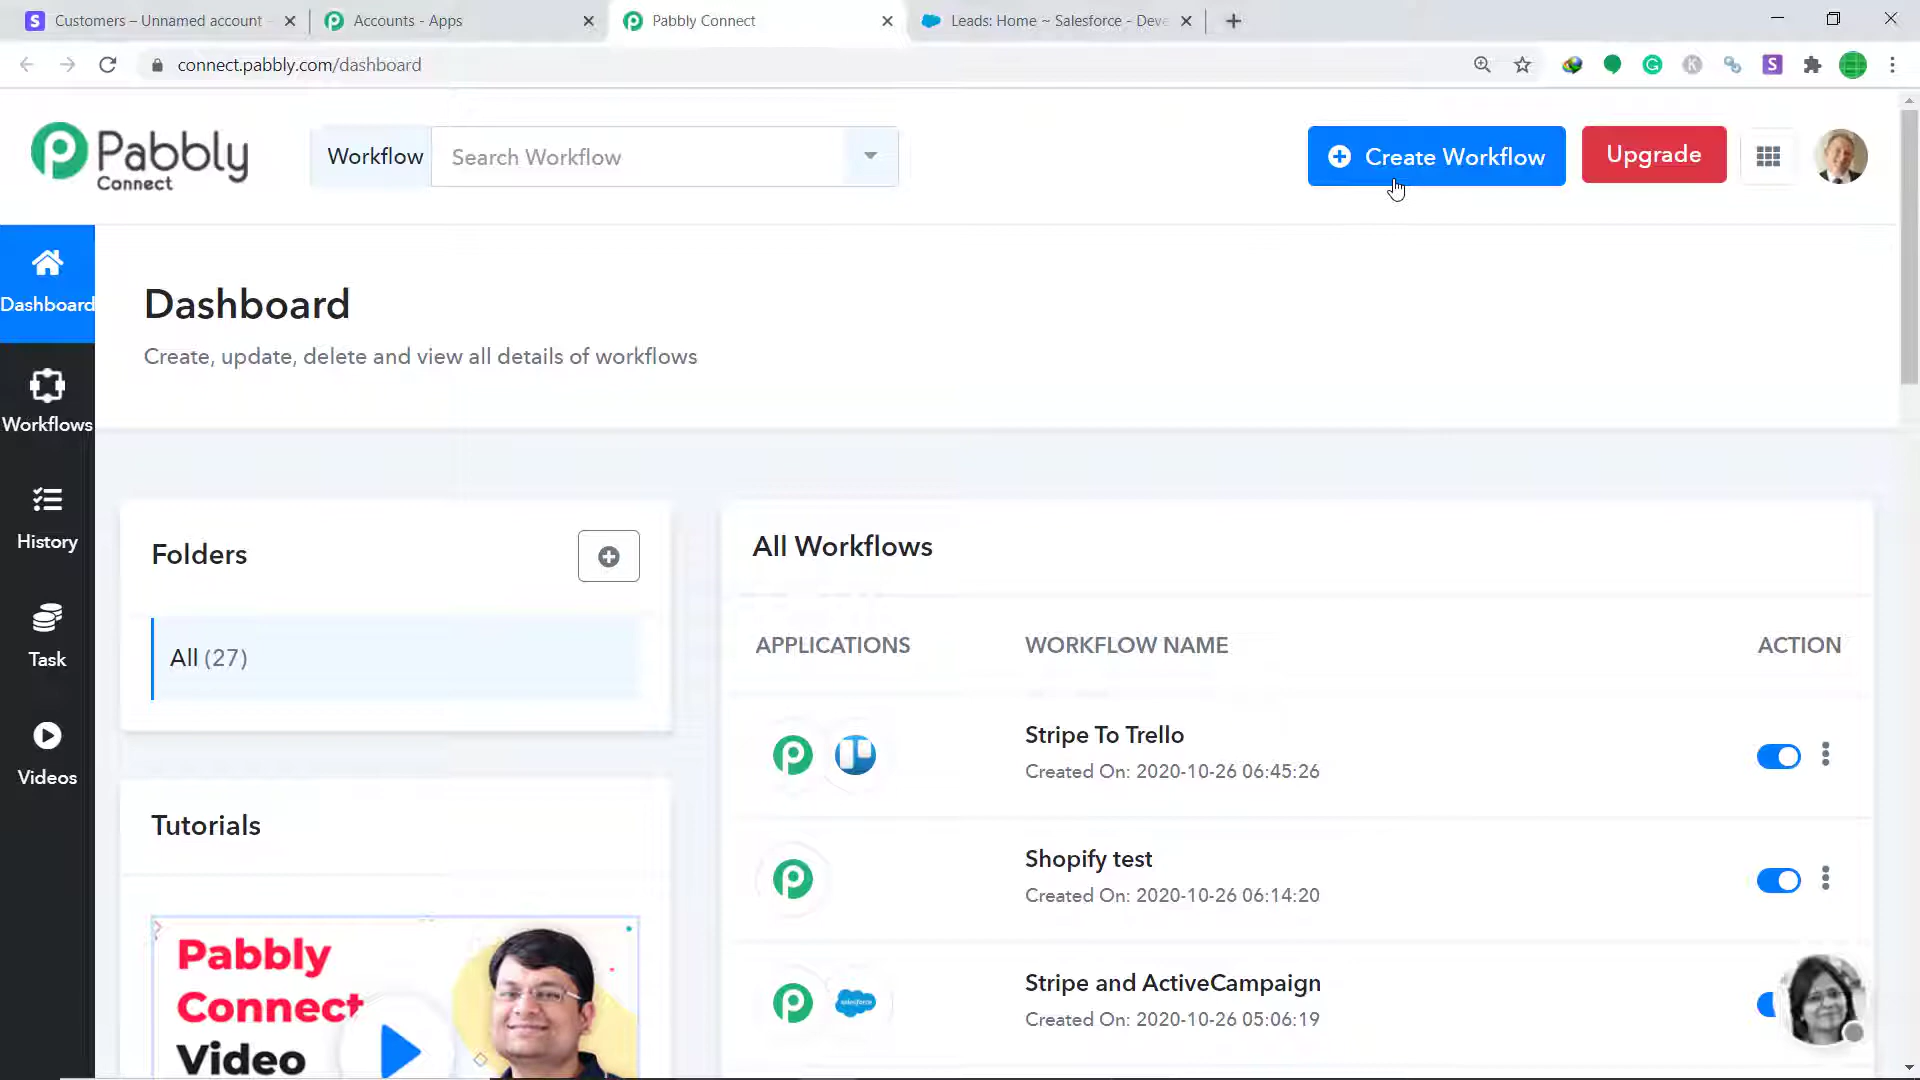 Customers – Unnamed account –
Accounts - Apps
Pabbly Connect
Leads: Home ~ Salesforce - Deve
connect.pabbly.com/dashboard
Pabbly
Connect
Workflow
Search Workflow
Create Workflow
Upgrade
Dashboard
Workflows
History
Task
Videos
Dashboard
Create, update, delete and view all details of workflows
Folders
All (27)
Tutorials
Pabbly
Connect
Video
All Workflows
APPLICATIONS
WORKFLOW NAME
ACTION
Stripe To Trello
Created On: 2020-10-26 06:45:26
Shopify test
Created On: 2020-10-26 06:14:20
salesforce
Stripe and ActiveCampaign
Created On: 2020-10-26 05:06:19